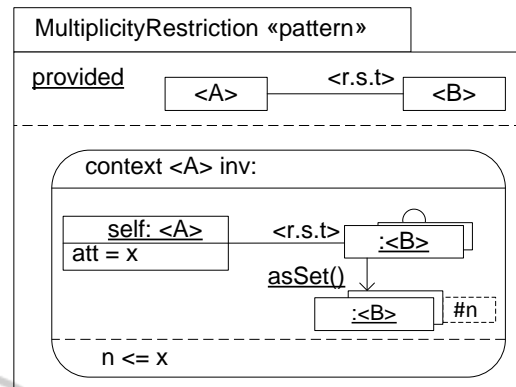 MultiplicityRestriction «pattern»
provided
<A> <r.s.t> <B>
context <A> inv:
self: <A> <r.s.t> :<B>
att = x
asSet()
:<B> #n
n <= x